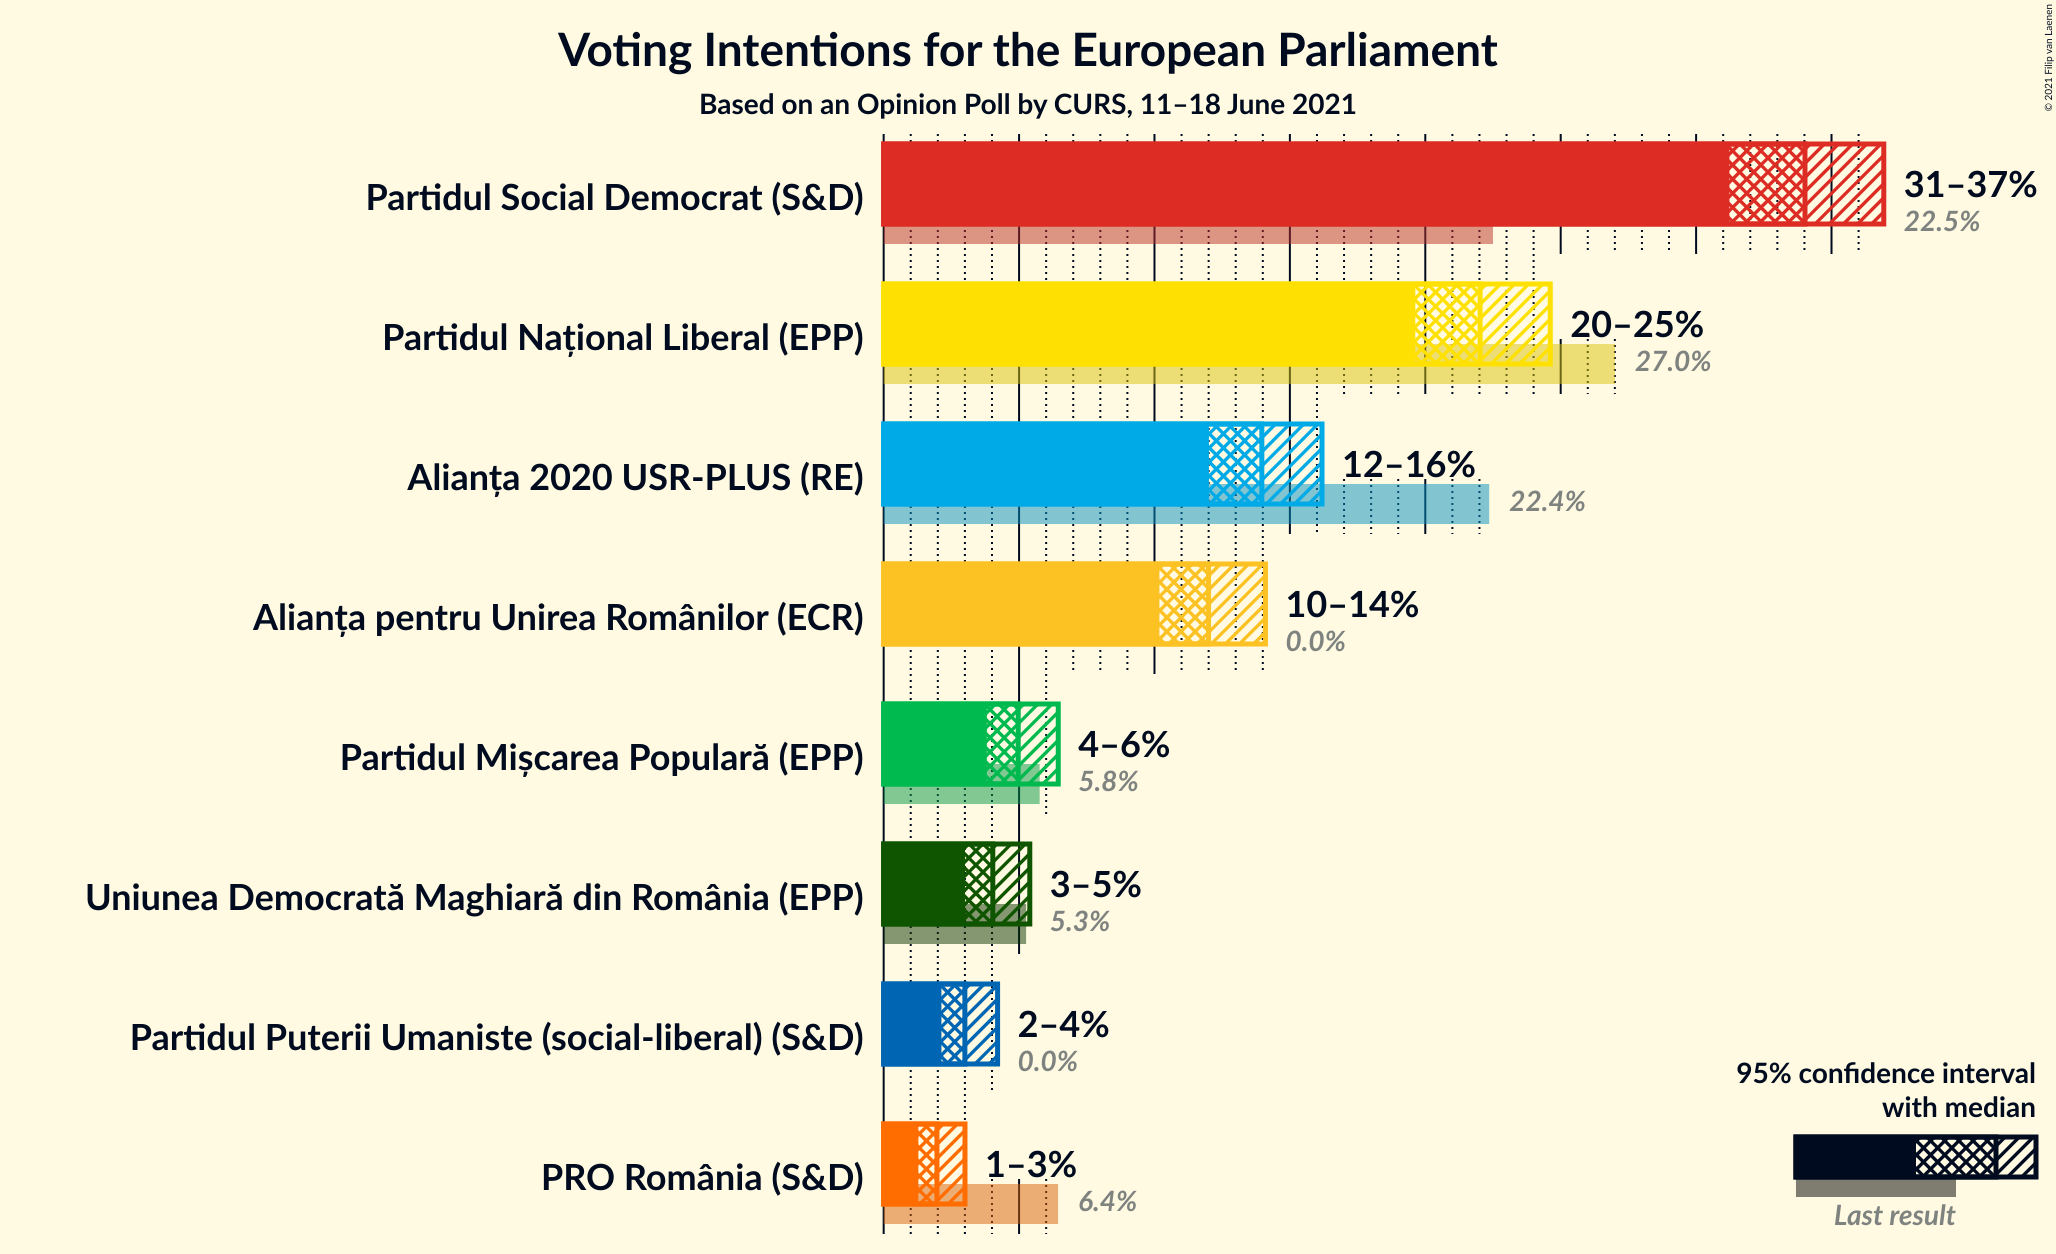 Voting Intentions for the European Parliament
Based on an Opinion Poll by CURS, 11–18 June 2021
© 2021 Filip van Laenen
Partidul Social Democrat (S&D)
31–37%
22.5%
Partidul Național Liberal (EPP)
20–25%
27.0%
Alianța 2020 USR-PLUS (RE)
12–16%
22.4%
Alianța pentru Unirea Românilor (ECR)
10–14%
0.0%
Partidul Mișcarea Populară (EPP)
4–6%
5.8%
Uniunea Democrată Maghiară din România (EPP)
3–5%
5.3%
Partidul Puterii Umaniste (social-liberal) (S&D)
2–4%
0.0%
PRO România (S&D)
1–3%
6.4%
95% confidence interval
with median
Last result